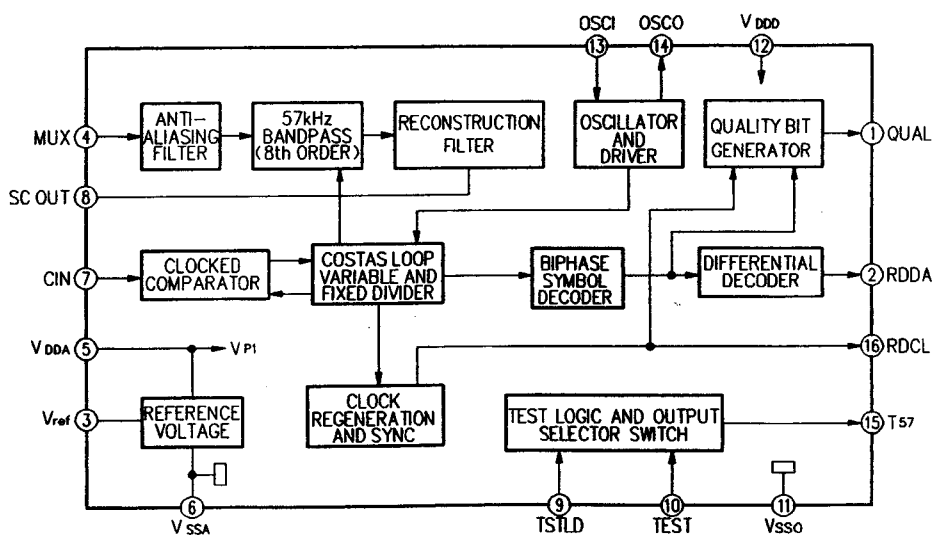 OSCI
OSCO
V DDD
13
14
12
MUX
4
ANTI-
ALIASING
FILTER
57kHz
BANDPASS
(8th ORDER)
RECONSTRUCTION
FILTER
OSCILLATOR
AND
DRIVER
QUALITY BIT
GENERATOR
1
QUAL
SC OUT
8
CIN
7
CLOCKED
COMPARATOR
COSTAS LOOP
VARIABLE AND
FIXED DIVIDER
BIPHASE
SYMBOL
DECODER
DIFFERENTIAL
DECODER
2
RDDA
V DDA
5
V P1
16
RDCL
Vref
3
REFERENCE
VOLTAGE
CLOCK
REGENERATION
AND SYNC
TEST LOGIC AND OUTPUT
SELECTOR SWITCH
15
T57
6
9
10
11
V SSA
TSTLD
TEST
VSSO